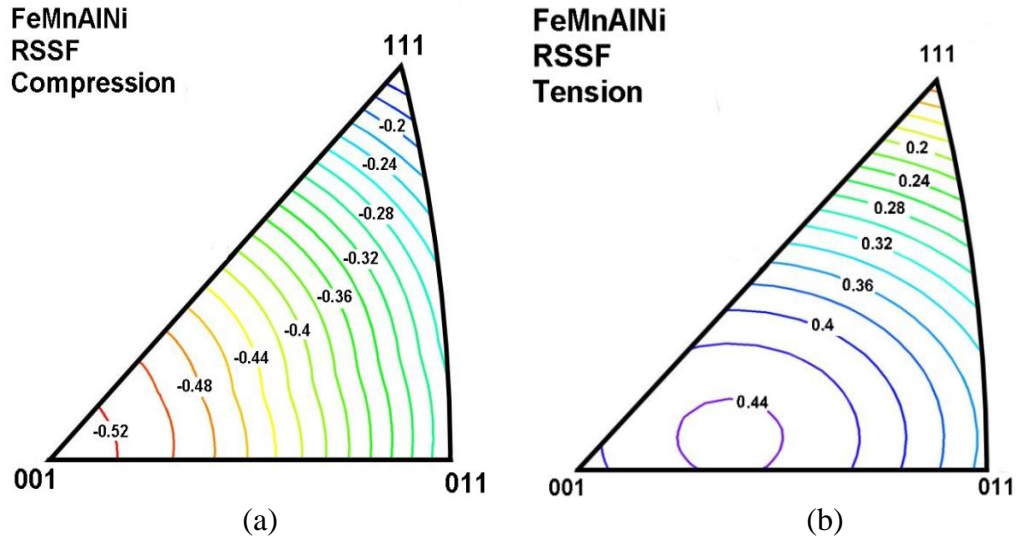 FeMnAlNi
RSSF
Compression
111
-0.2
-0.24
-0.28
-0.32
-0.36
-0.4
-0.44
-0.48
-0.52
001
011
(a)
FeMnAlNi
RSSF
Tension
111
0.2
0.24
0.28
0.32
0.36
0.4
0.44
001
011
(b)